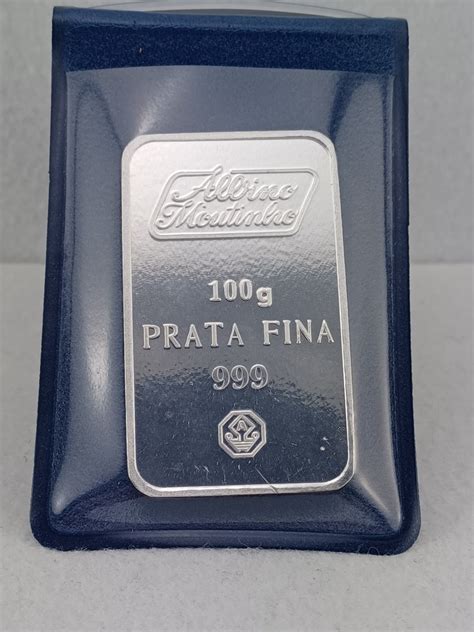 Albino
Moutinho
100g
PRATA FINA
999